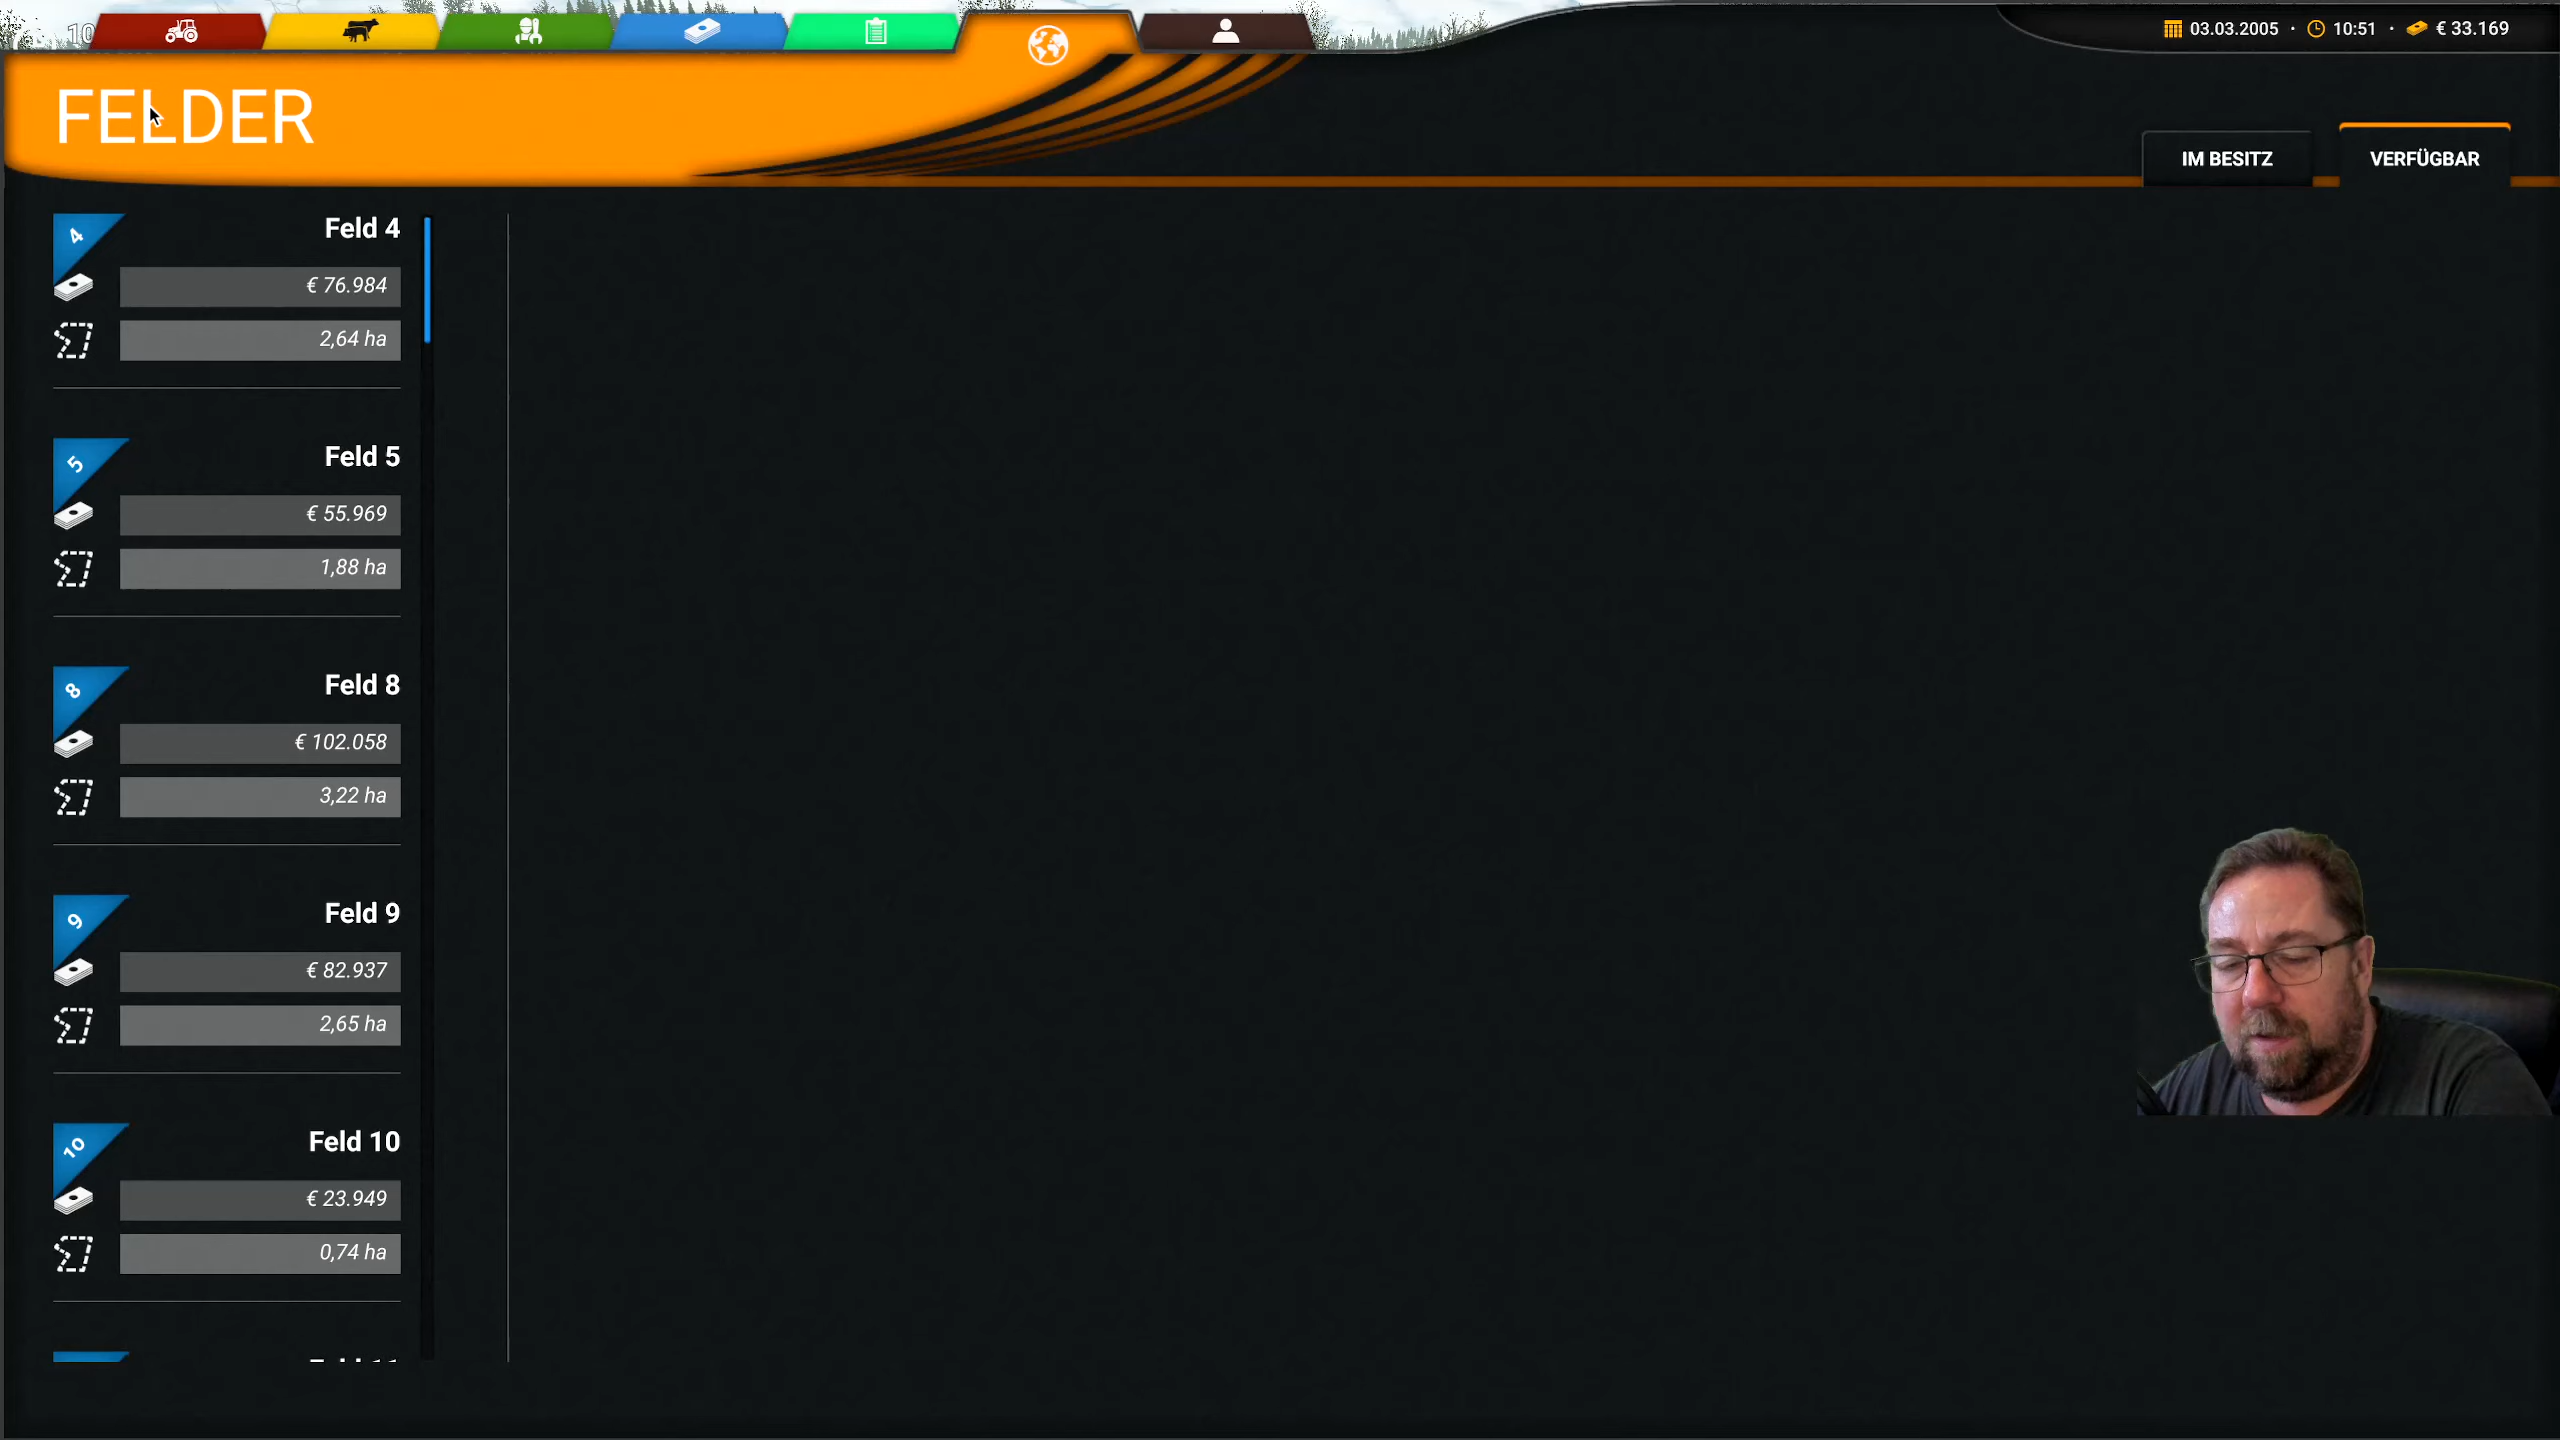 03.03.2005 · 10:51 · € 33.169
FELDER
IM BESITZ
VERFÜGBAR
4
Feld 4
€ 76.984
2,64 ha
5
Feld 5
€ 55.969
1,88 ha
8
Feld 8
€ 102.058
3,22 ha
9
Feld 9
€ 82.937
2,65 ha
10
Feld 10
€ 23.949
0,74 ha